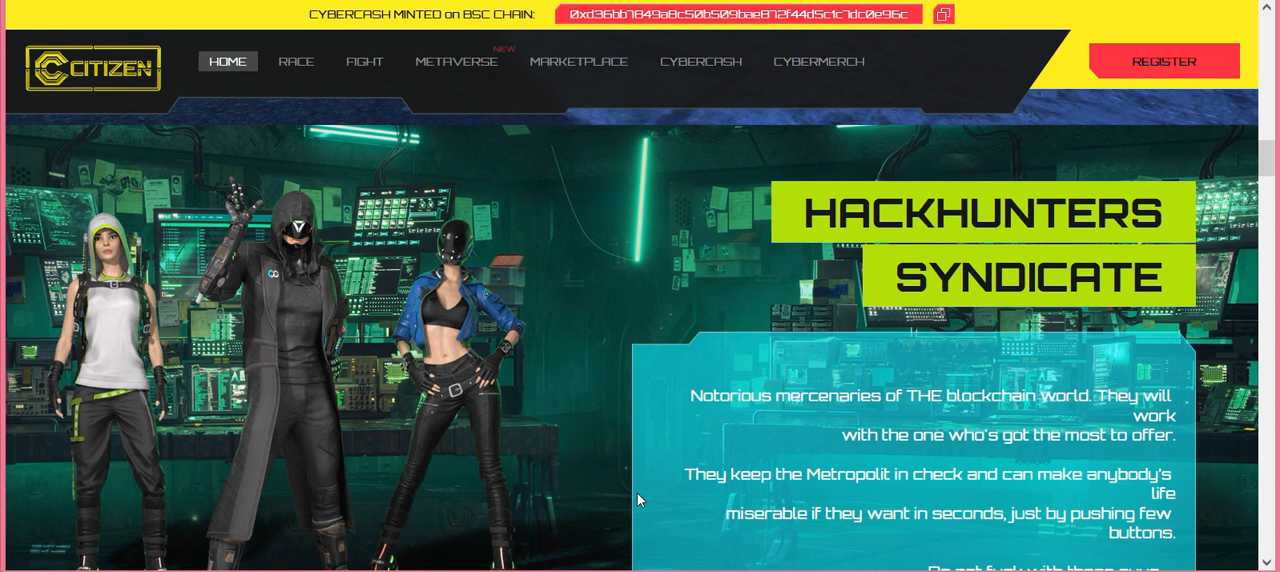 CYBERCASH MINTED on BSC CHAIN: 0xd36bb7849a8c50b509bae872f44d5c1c7dc0e96c
CCITIZEN
HOME RACE FIGHT METAVERSE NEW MARKETPLACE CYBERCASH CYBERMERCH
REGISTER
HACKHUNTERS
SYNDICATE
Notorious mercenaries of THE blockchain world. They will
work
with the one who's got the most to offer.
They keep the Metropolit in check and can make anybody's
life
miserable if they want in seconds, just by pushing few
buttons.